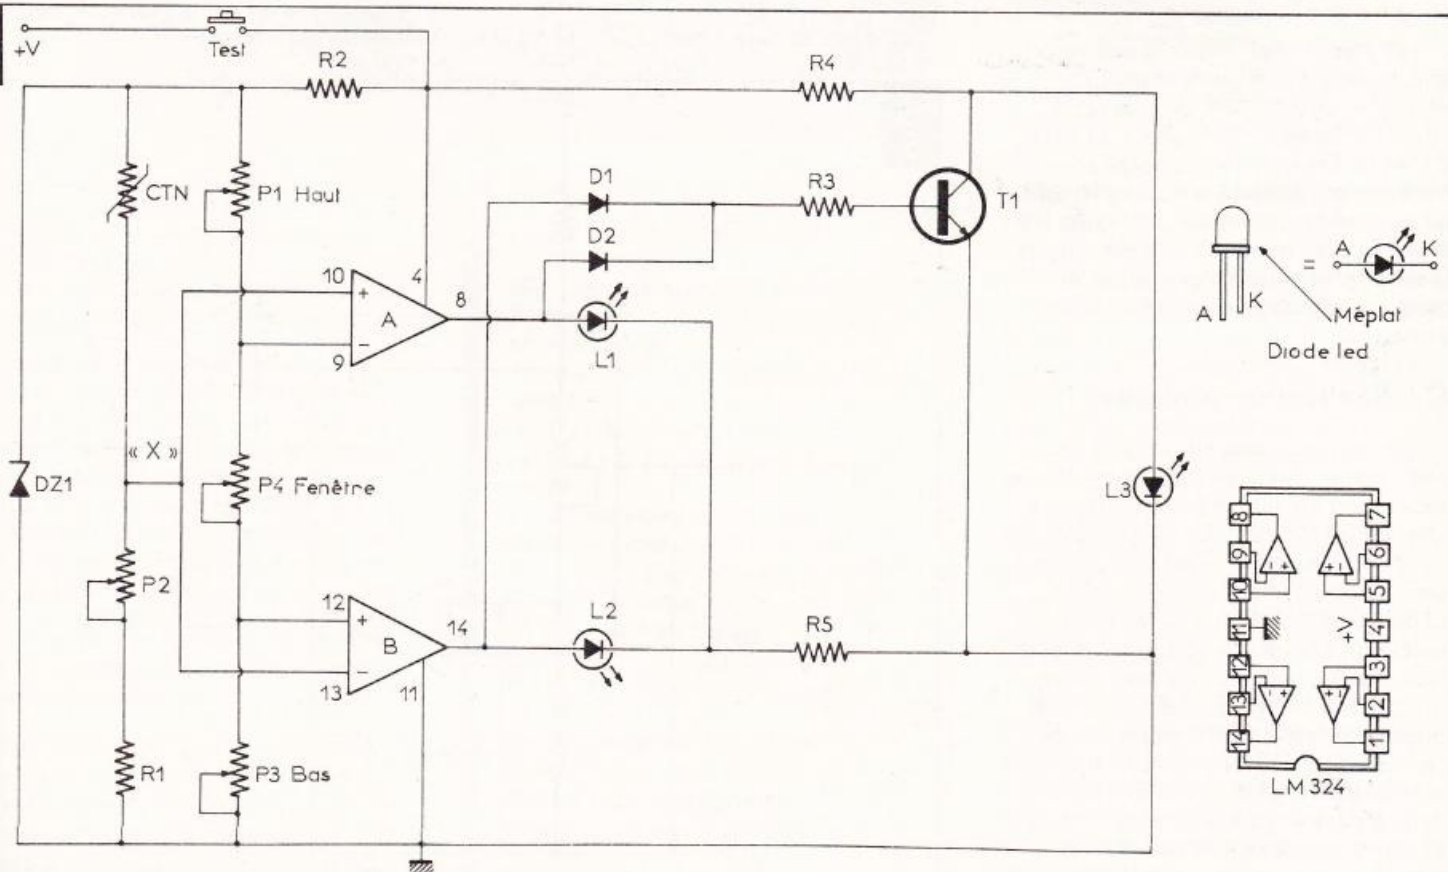 +V
Test
R2
R4
CTN
P1 Haut
D1
R3
T1
D2
10
4
+
A
8
−
9
L1
A
K
=
A
K
Méplat
Diode led
« X »
DZ1
P4 Fenêtre
L3
P2
12
+
B
14
−
13
11
L2
R5
R1
P3 Bas
8
7
9
6
10
5
11
+V
4
12
3
13
2
14
1
− +
+ −
− +
+ −
LM 324